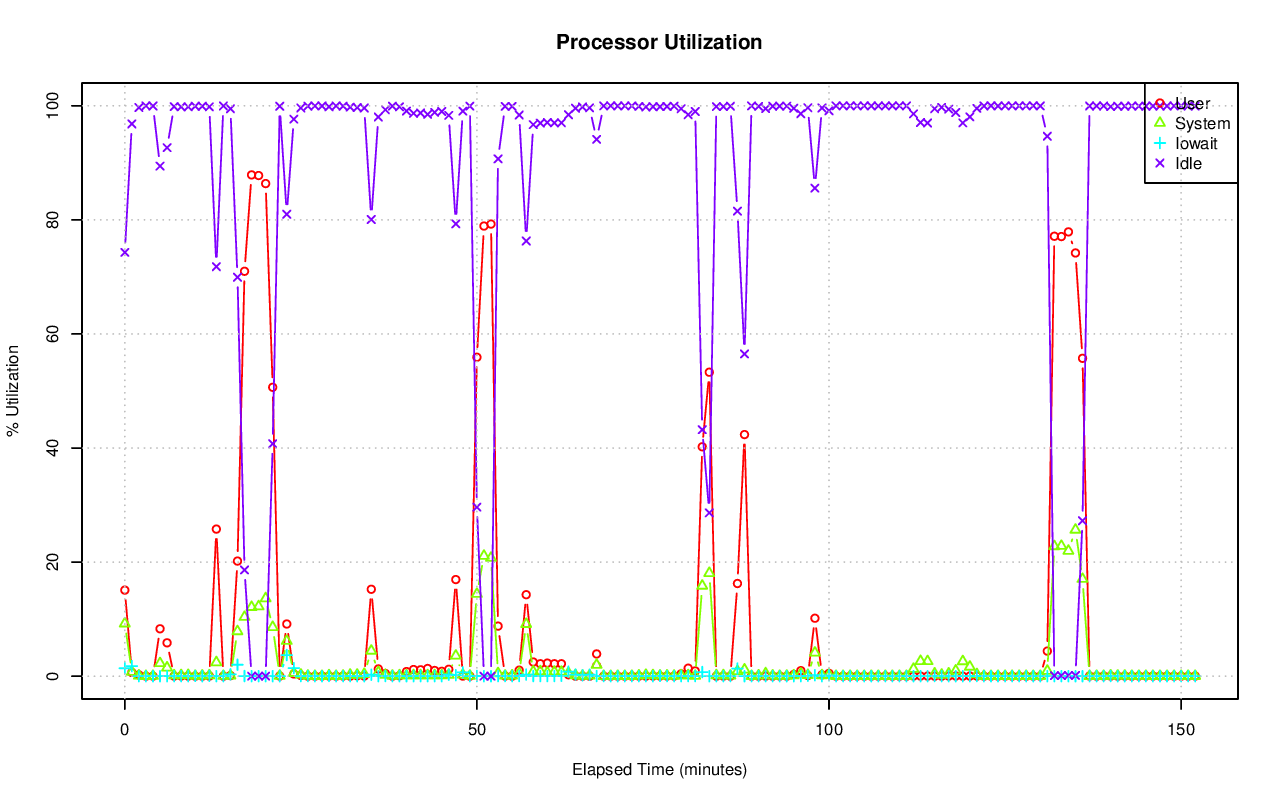 Processor Utilization
100
80
60
40
20
0
% Utilization
User
System
Iowait
Idle
0
50
100
150
Elapsed Time (minutes)